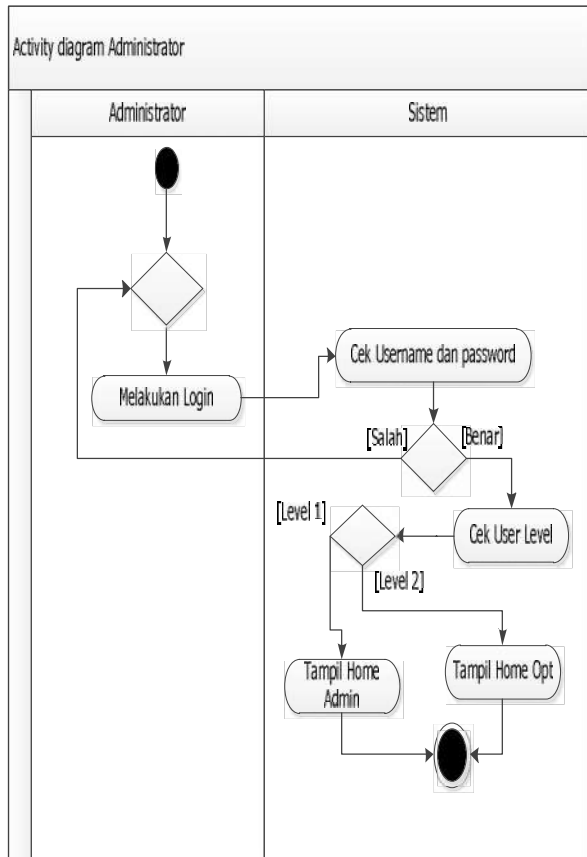 Activity diagram Administrator
Administrator
Sistem
Cek Username dan password
Melakukan Login
[Salah]
[Benar]
[Level 1]
Cek User Level
[Level 2]
Tampil Home
Admin
Tampil Home Opt